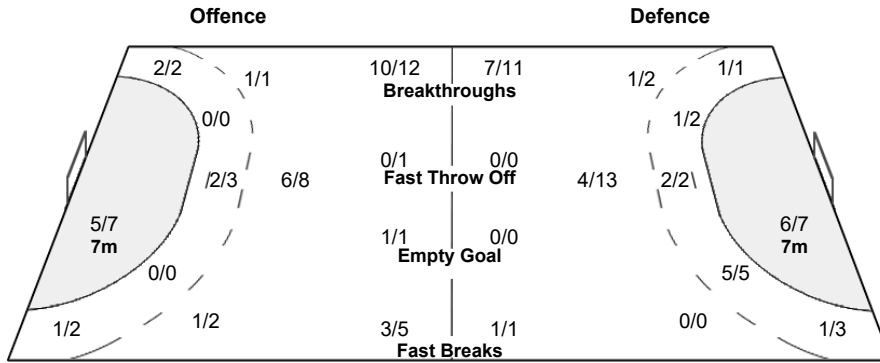 Offence Defence
2/2 1/1 10/12 7/11 1/2 1/1
Breakthroughs
0/0 1/2
0/1 0/0
Fast Throw Off
2/3 6/8 4/13 2/2
5/7 6/7
7m 7m
1/1 0/0
Empty Goal
0/0 5/5
1/2 1/2 3/5 1/1 0/0 1/3
Fast Breaks